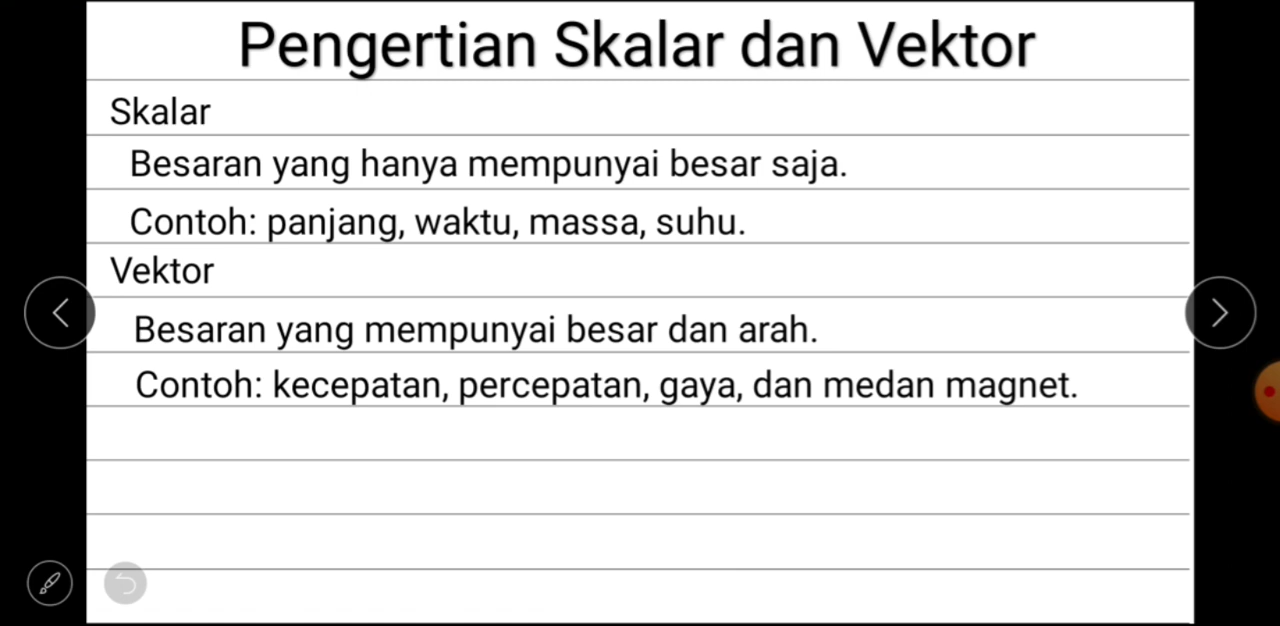 Pengertian Skalar dan Vektor
Skalar
Besaran yang hanya mempunyai besar saja.
Contoh: panjang, waktu, massa, suhu.
Vektor
Besaran yang mempunyai besar dan arah.
Contoh: kecepatan, percepatan, gaya, dan medan magnet.